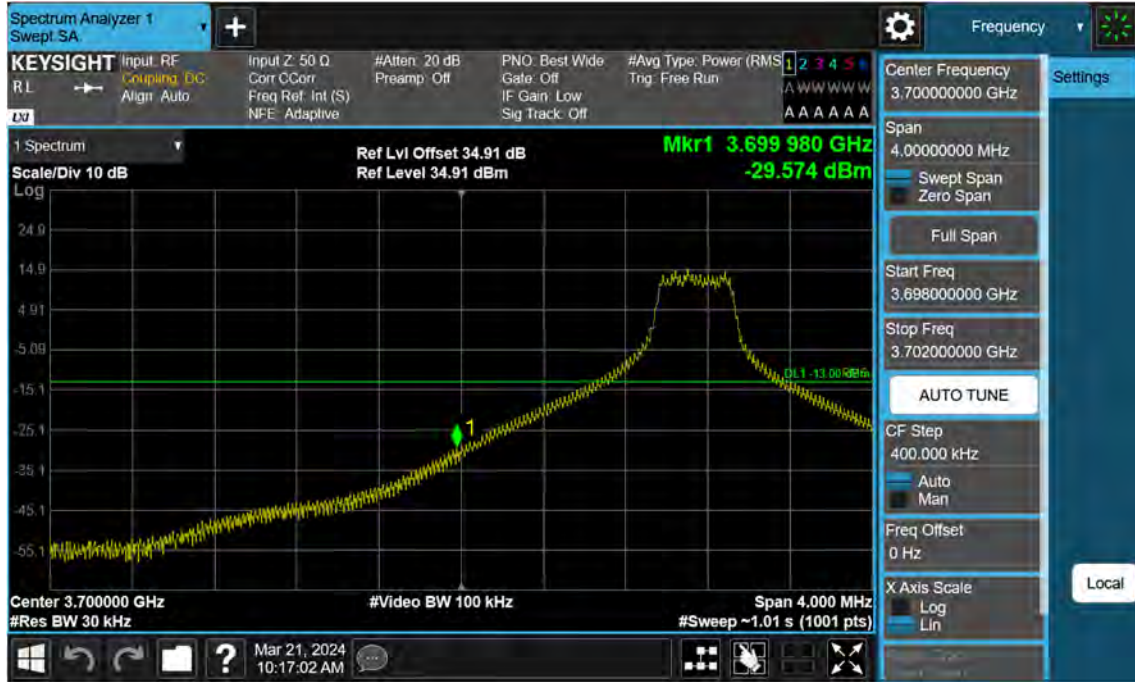 Spectrum Analyzer 1
Swept SA
Frequency
KEYSIGHT
RL
LXI
Input: RF
Coupling: DC
Align: Auto
Input Z: 50 Ω
Corr CCorr
Freq Ref: Int (S)
NFE: Adaptive
#Atten: 20 dB
Preamp: Off
PNO: Best Wide
Gate: Off
IF Gain: Low
Sig Track: Off
#Avg Type: Power (RMS
Trig: Free Run
1 2 3 4 5 6
A W W W W W
A A A A A A
1 Spectrum
Scale/Div 10 dB
Log
Ref Lvl Offset 34.91 dB
Ref Level 34.91 dBm
Mkr1 3.699 980 GHz
-29.574 dBm
24.9
14.9
4.91
-5.09
-15.1
-25.1
-35.1
-45.1
-55.1
DL1 -13.00 dBm
1
Center 3.700000 GHz
#Res BW 30 kHz
#Video BW 100 kHz
Span 4.000 MHz
#Sweep ~1.01 s (1001 pts)
Mar 21, 2024
10:17:02 AM
?
Center Frequency
3.700000000 GHz
Span
4.00000000 MHz
Swept Span
Zero Span
Full Span
Start Freq
3.698000000 GHz
Stop Freq
3.702000000 GHz
AUTO TUNE
CF Step
400.000 kHz
Auto
Man
Freq Offset
0 Hz
X Axis Scale
Log
Lin
Settings
Local